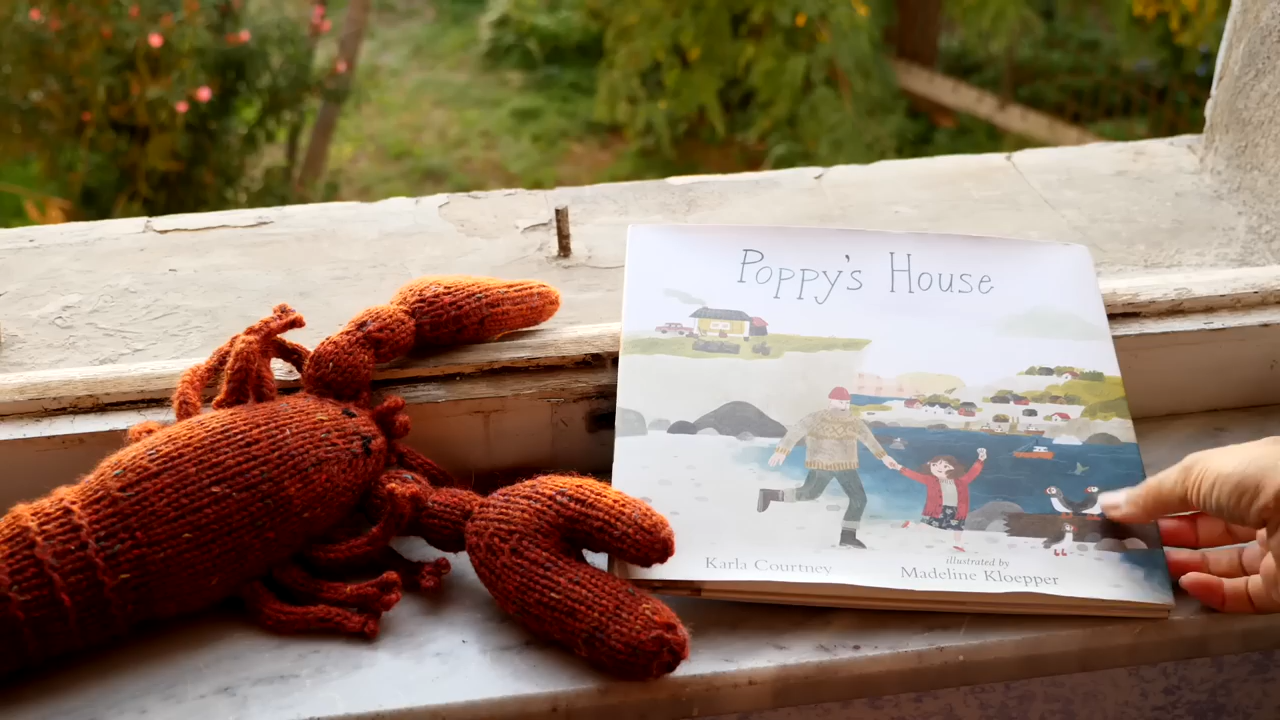 Poppy's House
Karla Courtney
illustrated by
Madeline Kloepper